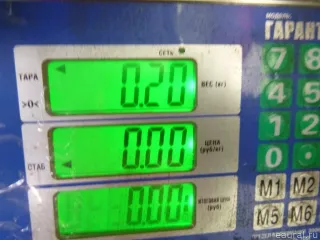 МОДЕЛЬ:
ГАРАНТ
СЕТЬ
ТАРА
>0<
0.20
ВЕС (кг)
7 8
4 5
1 2
0 .
СТАБ
0.00
ЦЕНА
(руб/кг)
0.00
(руб)
M1 M2
M5 M6